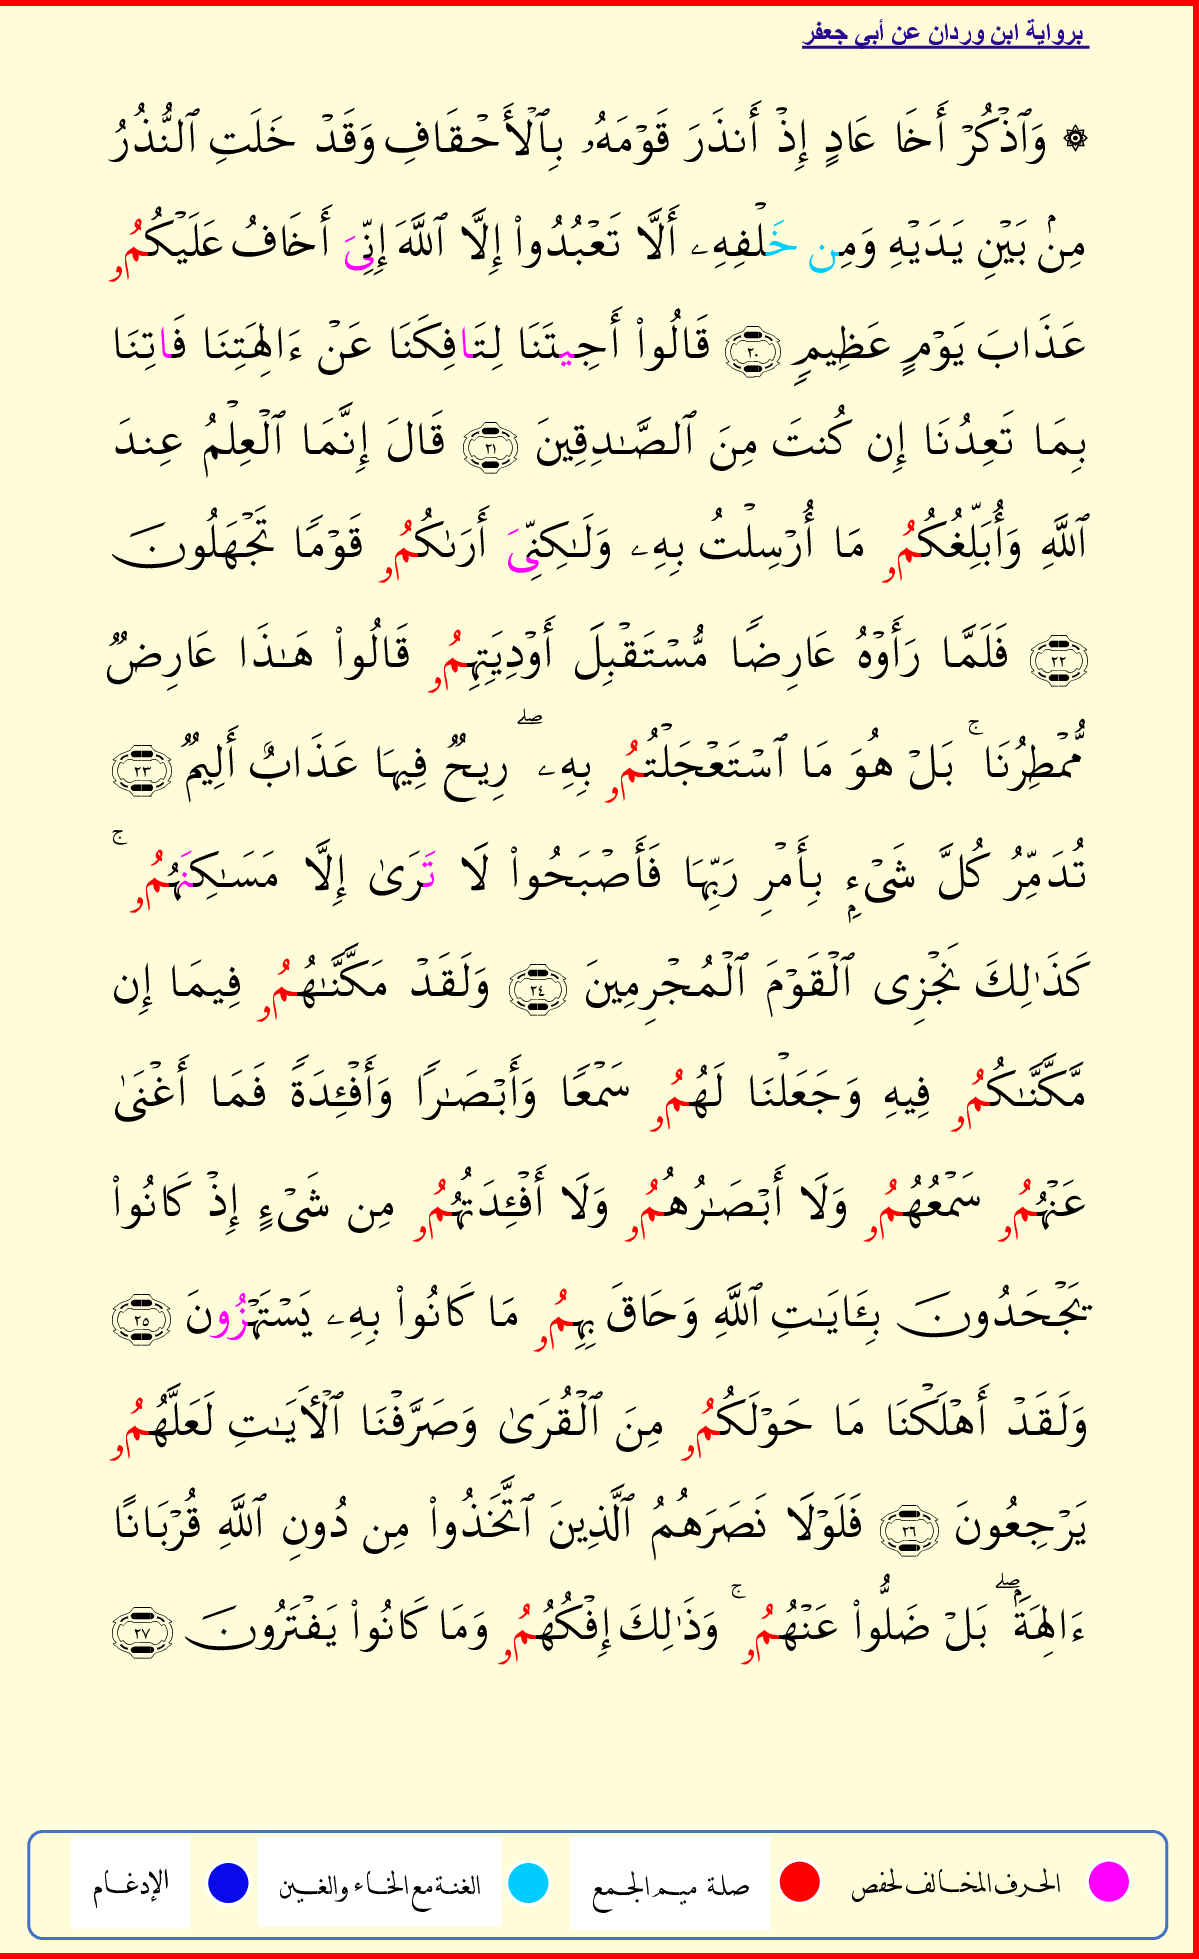 برواية ابن وردان عن أبي جعفر
۞ وَٱذۡكُرۡ أَخَا عَادٍ إِذۡ أَنذَرَ قَوۡمَهُۥ بِٱلۡأَحۡقَافِ وَقَدۡ خَلَتِ ٱلنُّذُرُ
مِنۢ بَيۡنِ يَدَيۡهِ وَمِن خَلۡفِهِۦ أَلَّا تَعۡبُدُواْ إِلَّا ٱللَّهَ إِنِّيَ أَخَافُ عَلَيۡكُمُۥ
عَذَابَ يَوۡمٍ عَظِيمٖ ٢٠ قَالُواْ أَجِيتَنَا لِتَافِكَنَا عَنۡ ءَالِهَتِنَا فَاتِنَا
بِمَا تَعِدُنَا إِن كُنتَ مِنَ ٱلصَّٰدِقِينَ ٢١ قَالَ إِنَّمَا ٱلۡعِلۡمُ عِندَ
ٱللَّهِ وَأُبَلِّغُكُمُۥ مَا أُرۡسِلۡتُ بِهِۦ وَلَٰكِنِّيَ أَرَىٰكُمُۥ قَوۡمٗا تَجۡهَلُونَ
٢٢ فَلَمَّا رَأَوۡهُ عَارِضٗا مُّسۡتَقۡبِلَ أَوۡدِيَتِهِمُۥ قَالُواْ هَٰذَا عَارِضٞ
مُّمۡطِرُنَاۚ بَلۡ هُوَ مَا ٱسۡتَعۡجَلۡتُمُۥ بِهِۦۖ رِيحٞ فِيهَا عَذَابٌ أَلِيمٞ ٢٣
تُدَمِّرُ كُلَّ شَيۡءِۭ بِأَمۡرِ رَبِّهَا فَأَصۡبَحُواْ لَا تَرَىٰ إِلَّا مَسَٰكِنَهُمُۥۚ
كَذَٰلِكَ نَجۡزِي ٱلۡقَوۡمَ ٱلۡمُجۡرِمِينَ ٢٤ وَلَقَدۡ مَكَّنَّٰهُمُۥ فِيمَا إِن
مَّكَّنَّٰكُمُۥ فِيهِ وَجَعَلۡنَا لَهُمُۥ سَمۡعٗا وَأَبۡصَٰرٗا وَأَفۡـِٔدَةٗ فَمَا أَغۡنَىٰ
عَنۡهُمُۥ سَمۡعُهُمُۥ وَلَا أَبۡصَٰرُهُمُۥ وَلَا أَفۡـِٔدَتُهُمُۥ مِن شَيۡءٍ إِذۡ كَانُواْ
يَجۡحَدُونَ بِـَٔايَٰتِ ٱللَّهِ وَحَاقَ بِهِمُۥ مَا كَانُواْ بِهِۦ يَسۡتَهۡزُونَ ٢٥
وَلَقَدۡ أَهۡلَكۡنَا مَا حَوۡلَكُمُۥ مِنَ ٱلۡقُرَىٰ وَصَرَّفۡنَا ٱلۡأٓيَٰتِ لَعَلَّهُمُۥ
يَرۡجِعُونَ ٢٦ فَلَوۡلَا نَصَرَهُمُ ٱلَّذِينَ ٱتَّخَذُواْ مِن دُونِ ٱللَّهِ قُرۡبَانًا
ءَالِهَةَۢۖ بَلۡ ضَلُّواْ عَنۡهُمُۥۚ وَذَٰلِكَ إِفۡكُهُمُۥ وَمَا كَانُواْ يَفۡتَرُونَ ٢٧
الحرف المخالف لحفص صلة ميم الجمع الغنة مع الخاء والغين الإدغام